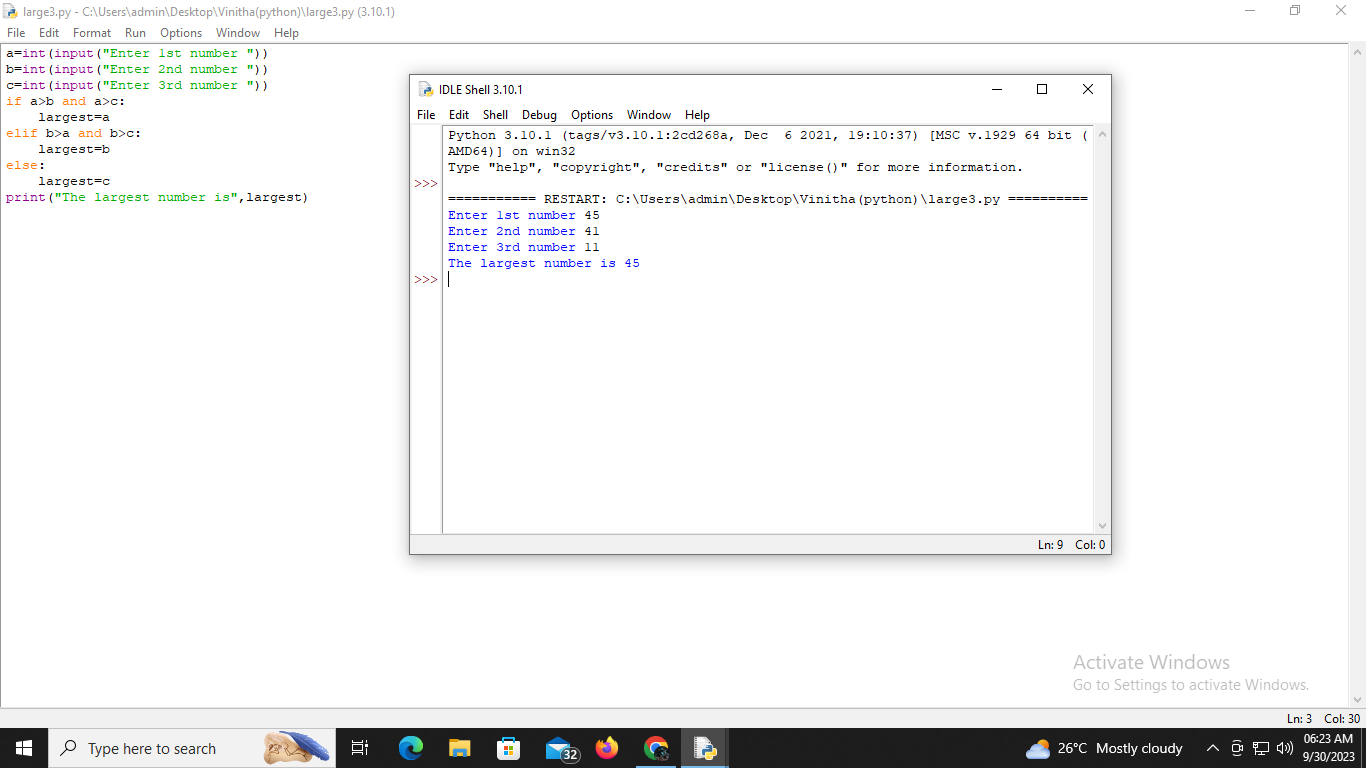 large3.py - C:\Users\admin\Desktop\Vinitha(python)\large3.py (3.10.1)
File Edit Format Run Options Window Help
a=int(input("Enter 1st number "))
b=int(input("Enter 2nd number "))
c=int(input("Enter 3rd number "))
if a>b and a>c:
    largest=a
elif b>a and b>c:
    largest=b
else:
    largest=c
print("The largest number is",largest)
IDLE Shell 3.10.1
File Edit Shell Debug Options Window Help
Python 3.10.1 (tags/v3.10.1:2cd268a, Dec  6 2021, 19:10:37) [MSC v.1929 64 bit (
AMD64)] on win32
Type "help", "copyright", "credits" or "license()" for more information.
>>>
=========== RESTART: C:\Users\admin\Desktop\Vinitha(python)\large3.py ==========
Enter 1st number 45
Enter 2nd number 41
Enter 3rd number 11
The largest number is 45
>>>
Ln: 9 Col: 0
Activate Windows
Go to Settings to activate Windows.
Ln: 3 Col: 30
Type here to search
32
26°C Mostly cloudy
06:23 AM
9/30/2023